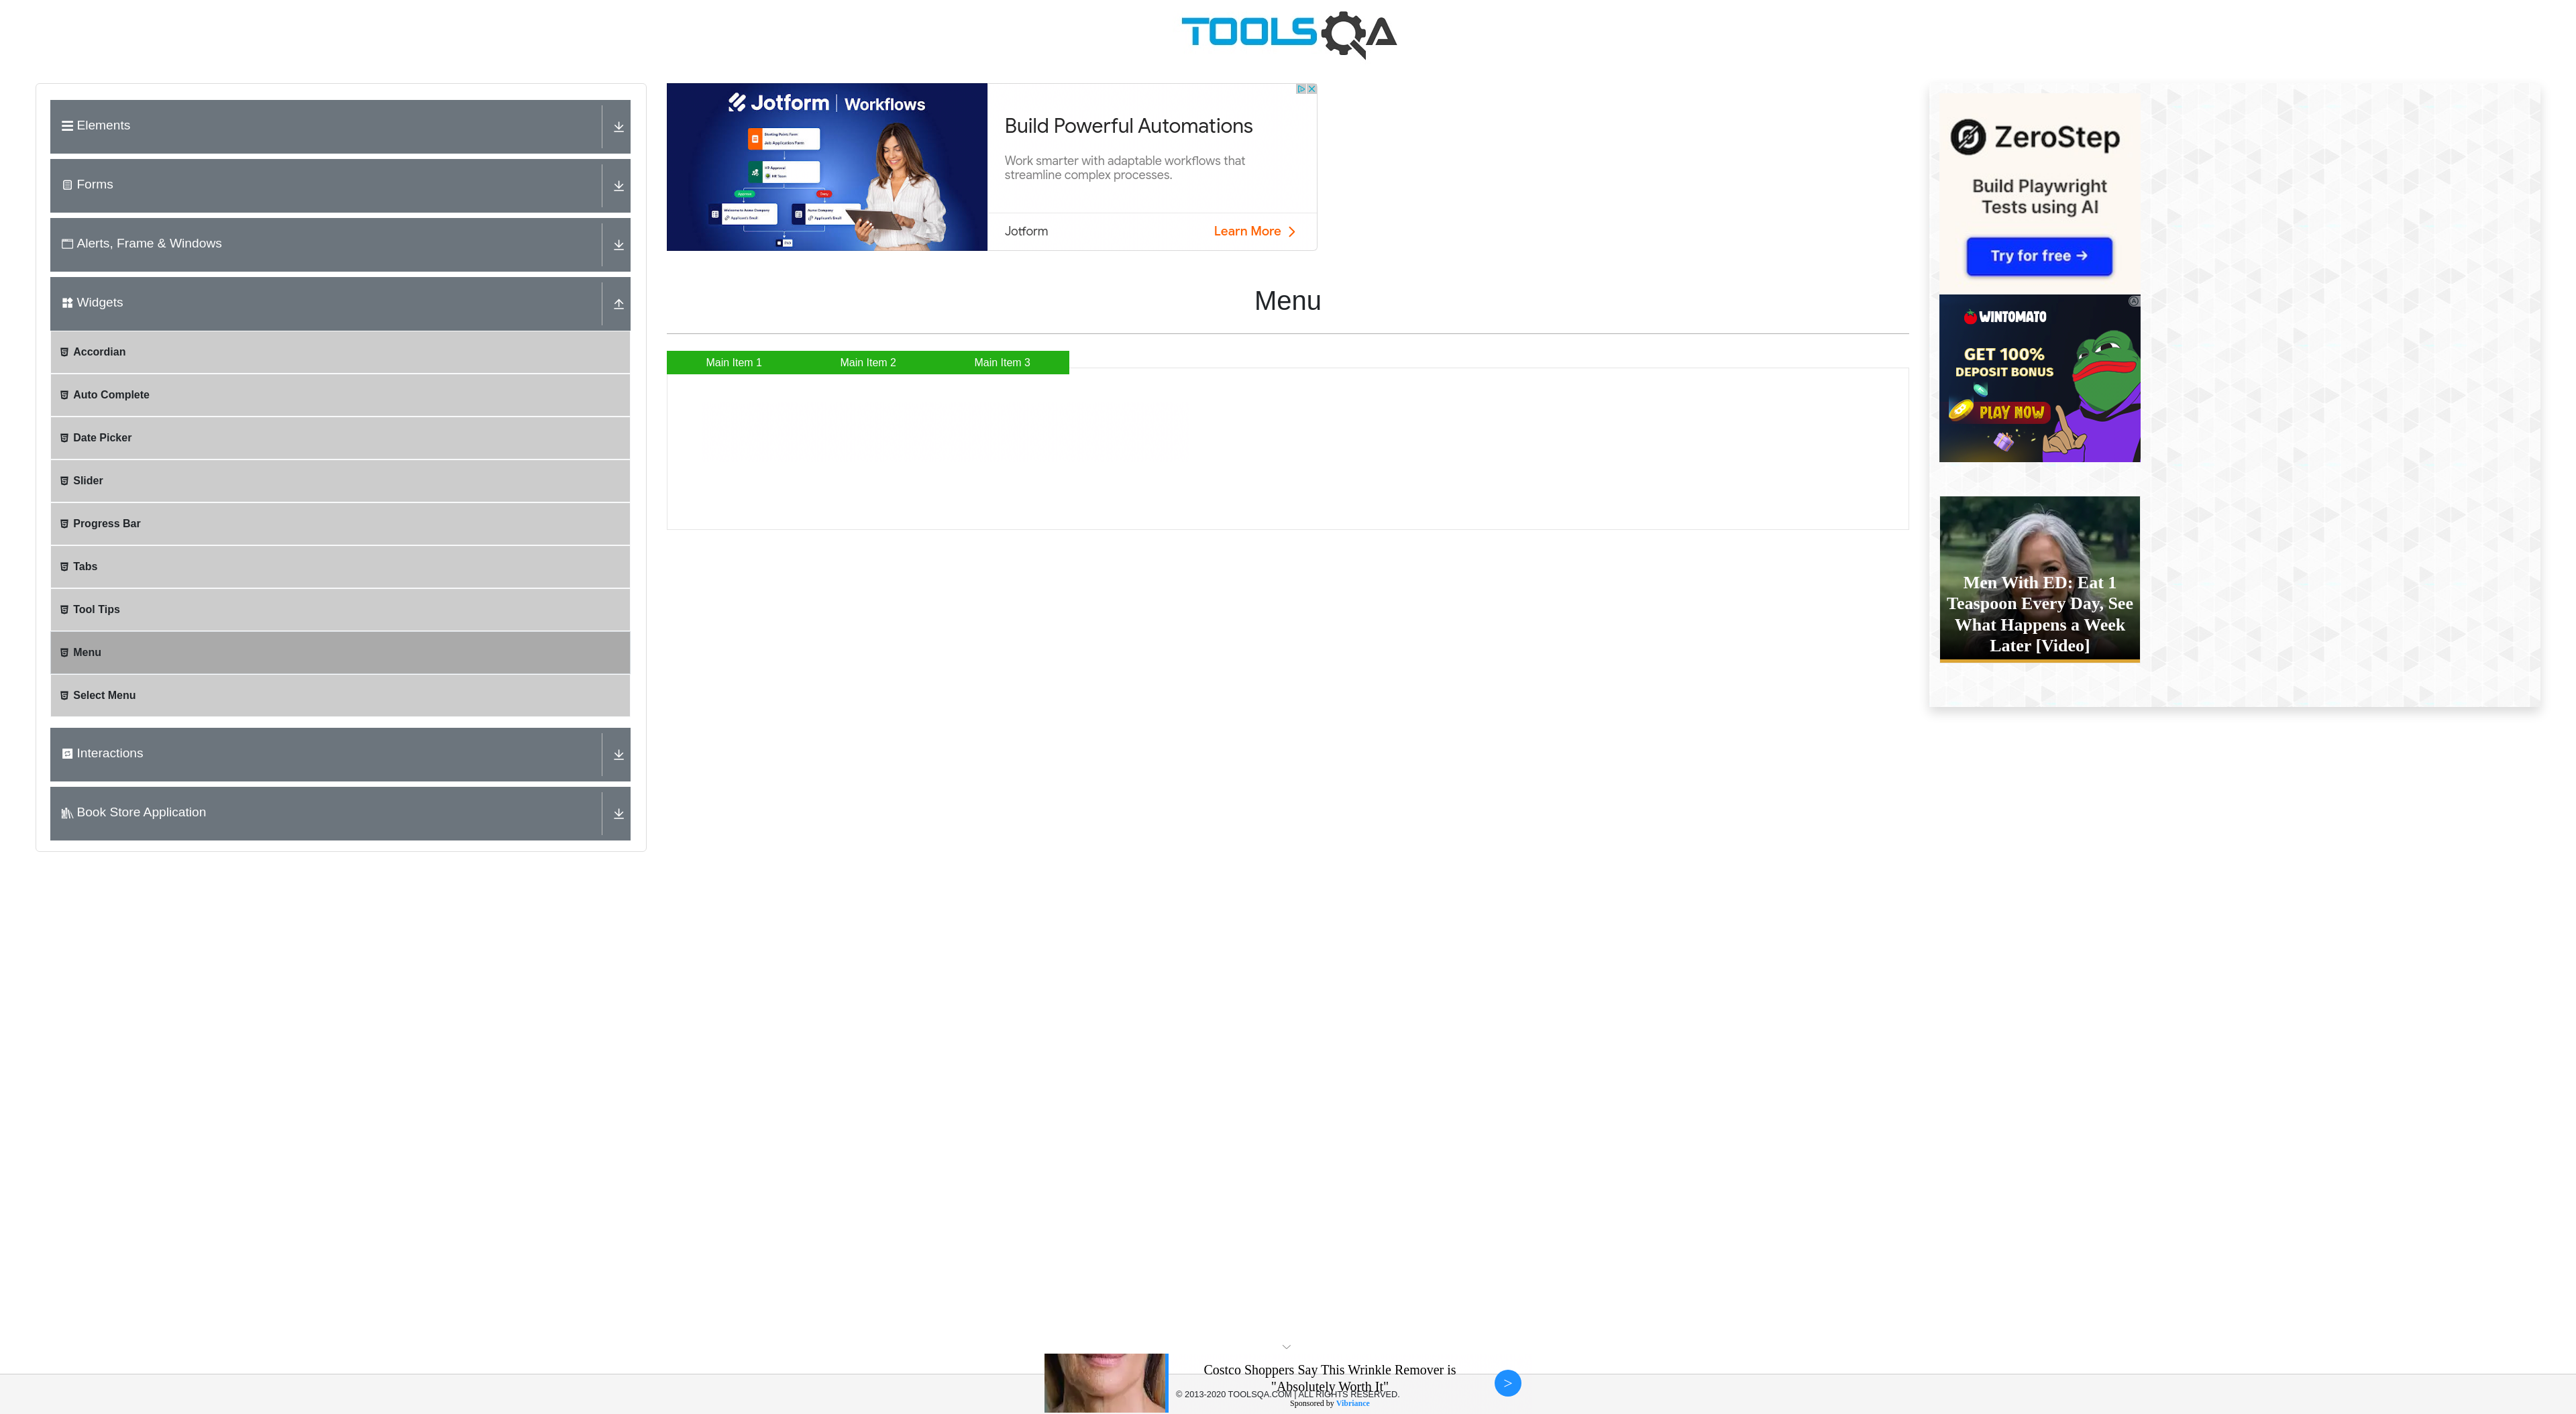 TOOLSQA
Elements
Forms
Alerts, Frame & Windows
Widgets
Accordian
Auto Complete
Date Picker
Slider
Progress Bar
Tabs
Tool Tips
Menu
Select Menu
Interactions
Book Store Application
Jotform | Workflows
Build Powerful Automations
Work smarter with adaptable workflows that
streamline complex processes.
Jotform
Learn More
Menu
Main Item 1
Main Item 2
Main Item 3
ZeroStep
Build Playwright
Tests using AI
Try for free →
WINTOMATO
GET 100%
DEPOSIT BONUS
PLAY NOW
Men With ED: Eat 1
Teaspoon Every Day, See
What Happens a Week
Later [Video]
Costco Shoppers Say This Wrinkle Remover is
"Absolutely Worth It"
>
© 2013-2020 TOOLSQA.COM | ALL RIGHTS RESERVED.
Sponsored by Vibriance